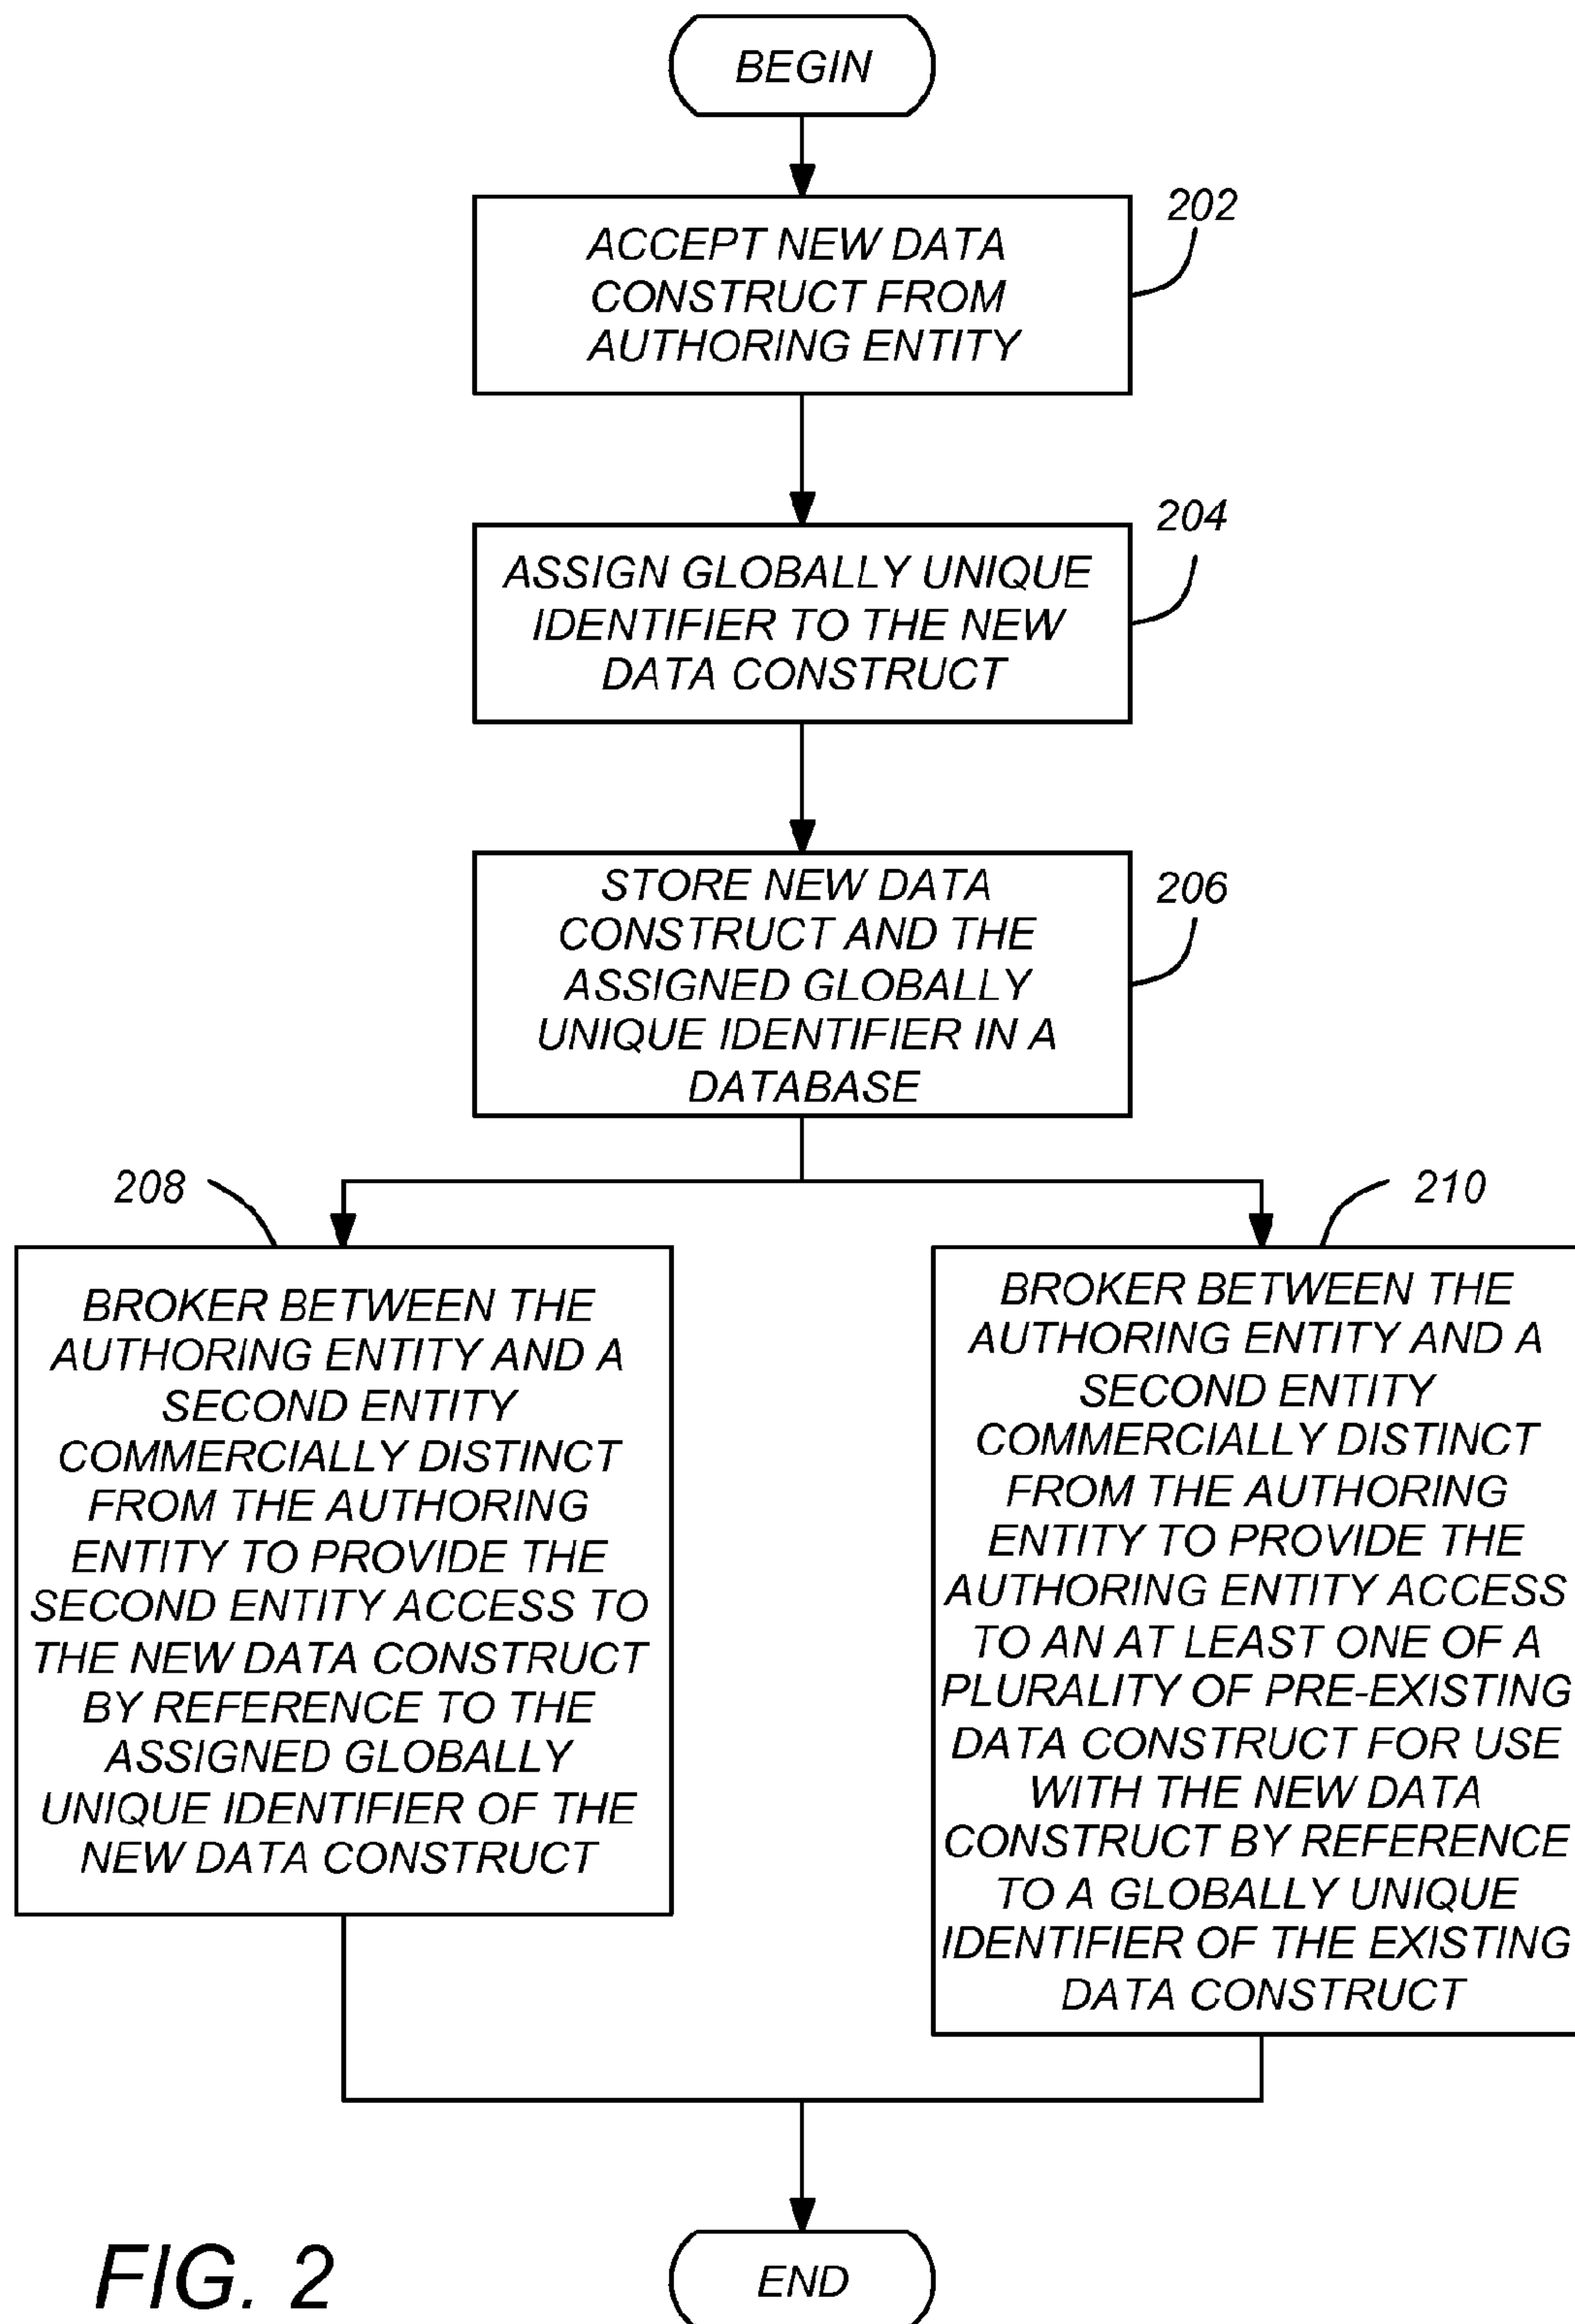 BEGIN
202
ACCEPT NEW DATA
CONSTRUCT FROM
AUTHORING ENTITY
204
ASSIGN GLOBALLY UNIQUE
IDENTIFIER TO THE NEW
DATA CONSTRUCT
206
STORE NEW DATA
CONSTRUCT AND THE
ASSIGNED GLOBALLY
UNIQUE IDENTIFIER IN A
DATABASE
208
BROKER BETWEEN THE
AUTHORING ENTITY AND A
SECOND ENTITY
COMMERCIALLY DISTINCT
FROM THE AUTHORING
ENTITY TO PROVIDE THE
SECOND ENTITY ACCESS TO
THE NEW DATA CONSTRUCT
BY REFERENCE TO THE
ASSIGNED GLOBALLY
UNIQUE IDENTIFIER OF THE
NEW DATA CONSTRUCT
210
BROKER BETWEEN THE
AUTHORING ENTITY AND A
SECOND ENTITY
COMMERCIALLY DISTINCT
FROM THE AUTHORING
ENTITY TO PROVIDE THE
AUTHORING ENTITY ACCESS
TO AN AT LEAST ONE OF A
PLURALITY OF PRE-EXISTING
DATA CONSTRUCT FOR USE
WITH THE NEW DATA
CONSTRUCT BY REFERENCE
TO A GLOBALLY UNIQUE
IDENTIFIER OF THE EXISTING
DATA CONSTRUCT
END
FIG. 2